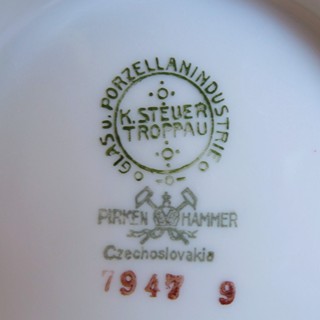 GLAS u. PORZELLANINDUSTRIE
K. STEUER
TROPPAU
PIRKEN HAMMER
Czechoslovakia
7947 9